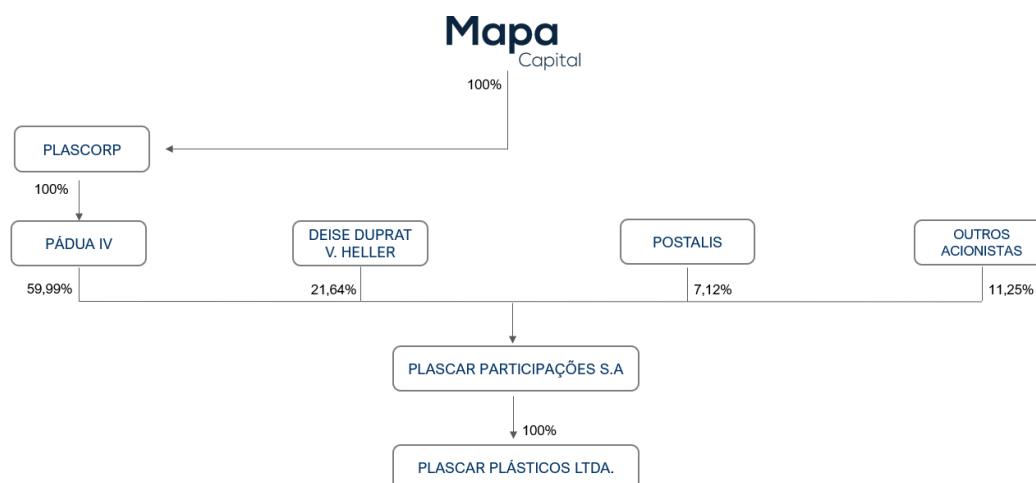 Mapa
Capital
100%
PLASCORP
100%
PÁDUA IV
DEISE DUPRAT
V. HELLER
POSTALIS
OUTROS
ACIONISTAS
59,99%
21,64%
7,12%
11,25%
PLASCAR PARTICIPAÇÕES S.A
100%
PLASCAR PLÁSTICOS LTDA.